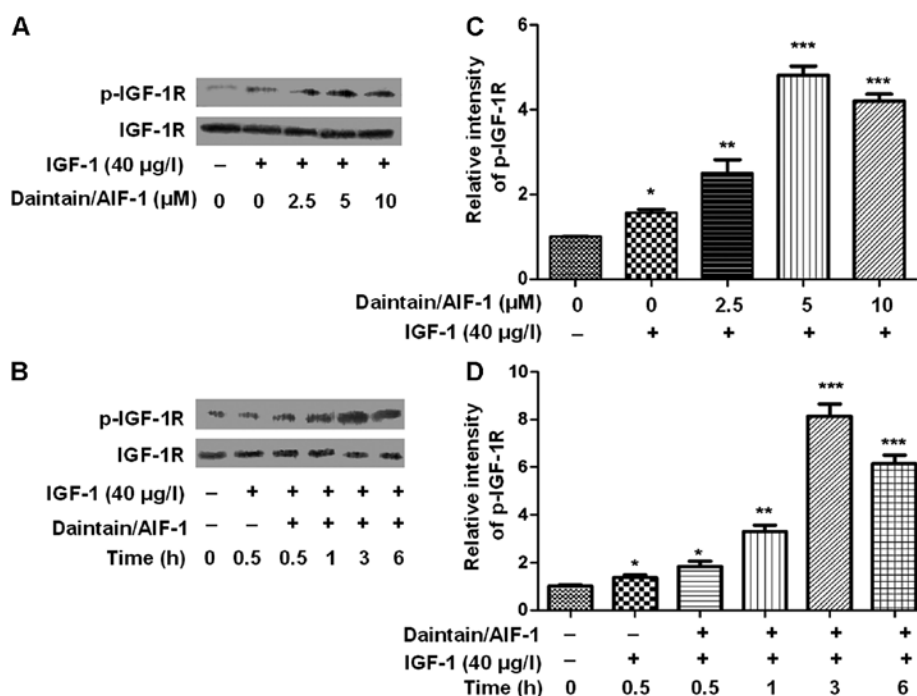 A
p-IGF-1R
IGF-1R
IGF-1 (40 μg/l) – + + + +
Daintain/AIF-1 (μM) 0 0 2.5 5 10
B
p-IGF-1R
IGF-1R
IGF-1 (40 μg/l) – + + + + +
Daintain/AIF-1 – – + + + +
Time (h) 0 0.5 0.5 1 3 6
C
Relative intensity
of p-IGF-1R
6
4
2
0
* ** *** ***
Daintain/AIF-1 (μM) 0 0 2.5 5 10
IGF-1 (40 μg/l) – + + + +
D
Relative intensity
of p-IGF-1R
10
8
6
4
2
0
* * ** *** ***
Daintain/AIF-1 – – + + + +
IGF-1 (40 μg/l) – + + + + +
Time (h) 0 0.5 0.5 1 3 6